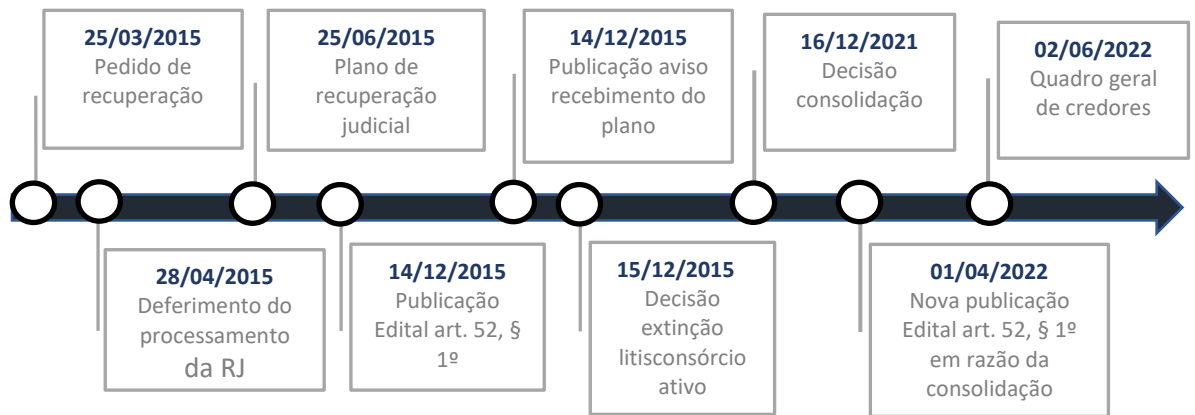 25/03/2015
Pedido de
recuperação
25/06/2015
Plano de
recuperação
judicial
14/12/2015
Publicação aviso
recebimento do
plano
16/12/2021
Decisão
consolidação
02/06/2022
Quadro geral
de credores
28/04/2015
Deferimento do
processamento
da RJ
14/12/2015
Publicação
Edital art. 52, §
1º
15/12/2015
Decisão
extinção
litisconsórcio
ativo
01/04/2022
Nova publicação
Edital art. 52, § 1º
em razão da
consolidação